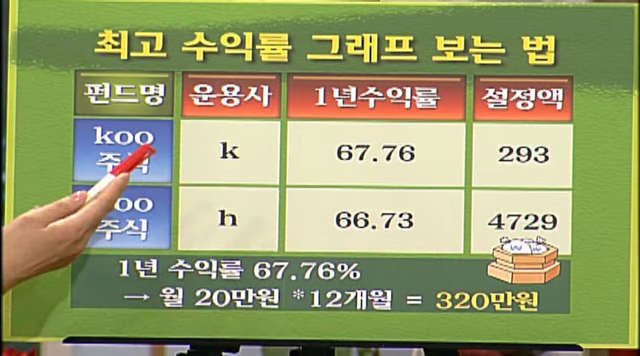 최고 수익률 그래프 보는 법
펀드명 운용사 1년수익률 설정액
koo
주식 k 67.76 293
oo
주식 h 66.73 4729
1년 수익률 67.76%
→ 월 20만원 *12개월 = 320만원